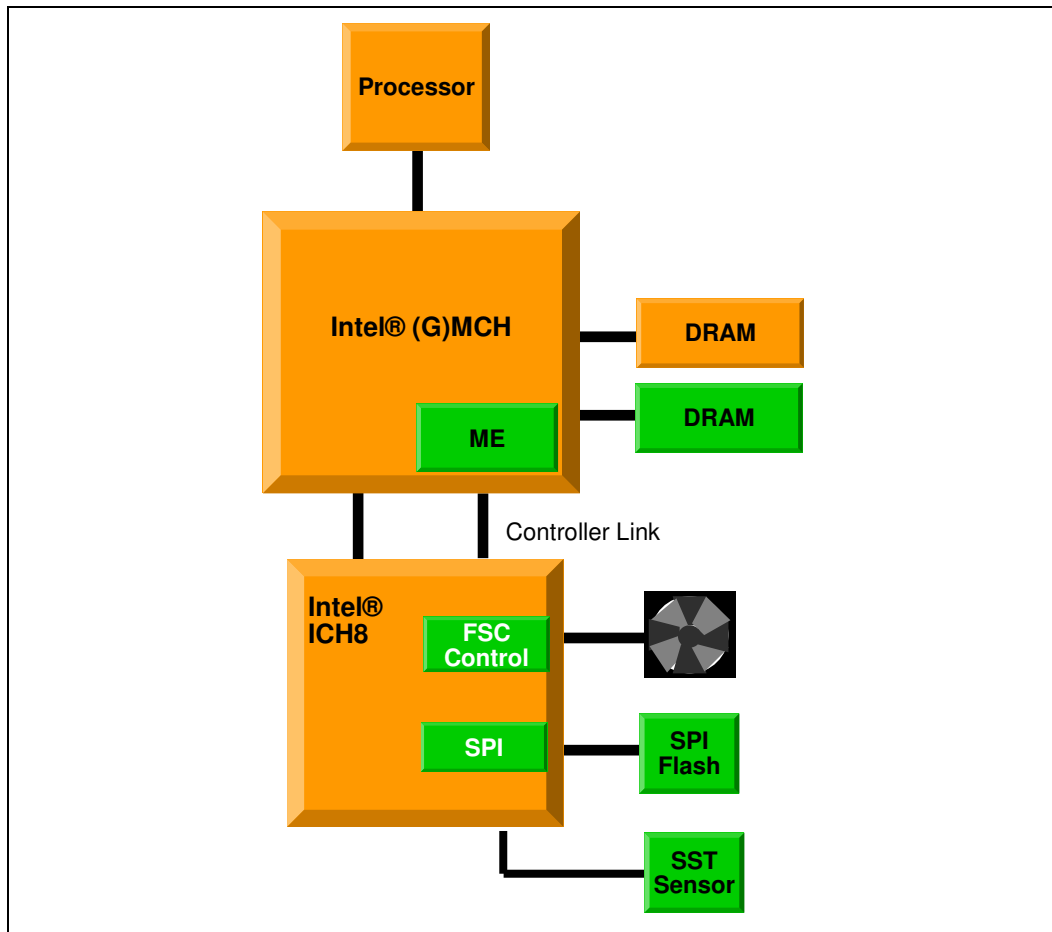 Processor
Intel® (G)MCH
DRAM
DRAM
ME
Controller Link
Intel®
ICH8
FSC
Control
SPI
SPI
Flash
SST
Sensor